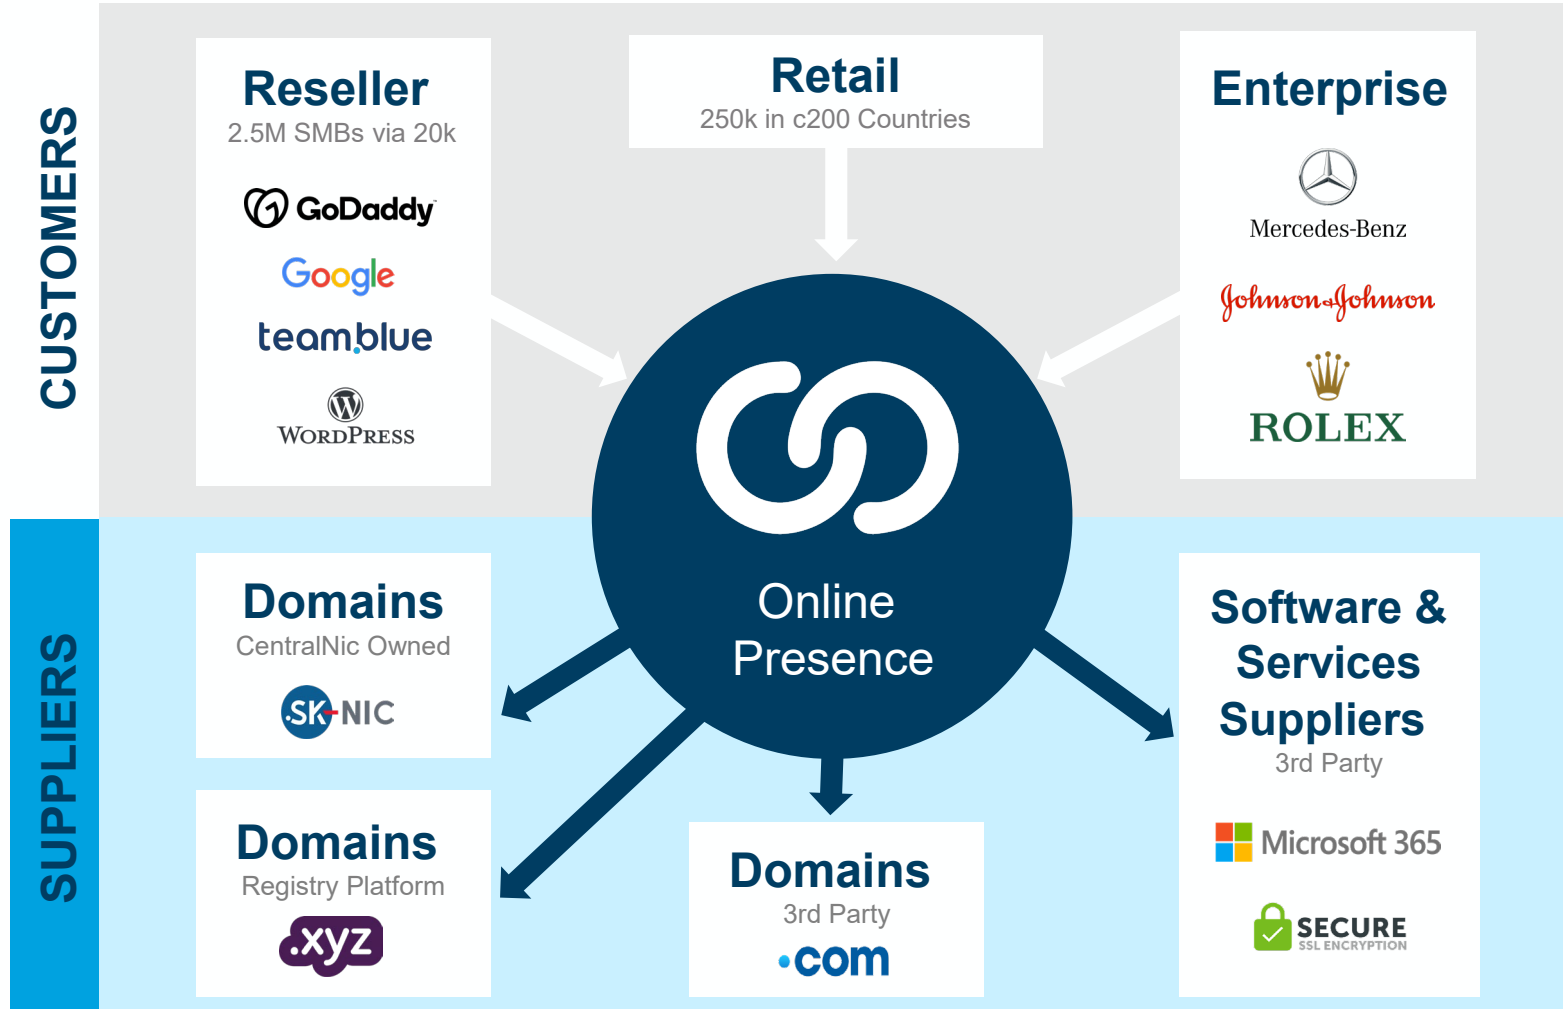 CUSTOMERS
Reseller
2.5M SMBs via 20k
GoDaddy
Google
team.blue
WORDPRESS
Retail
250k in c200 Countries
Enterprise
Mercedes-Benz
Johnson & Johnson
ROLEX
Online
Presence
SUPPLIERS
Domains
CentralNic Owned
.SK-NIC
Domains
Registry Platform
.xyz
Domains
3rd Party
.com
Software &
Services
Suppliers
3rd Party
Microsoft 365
SECURE
SSL ENCRYPTION